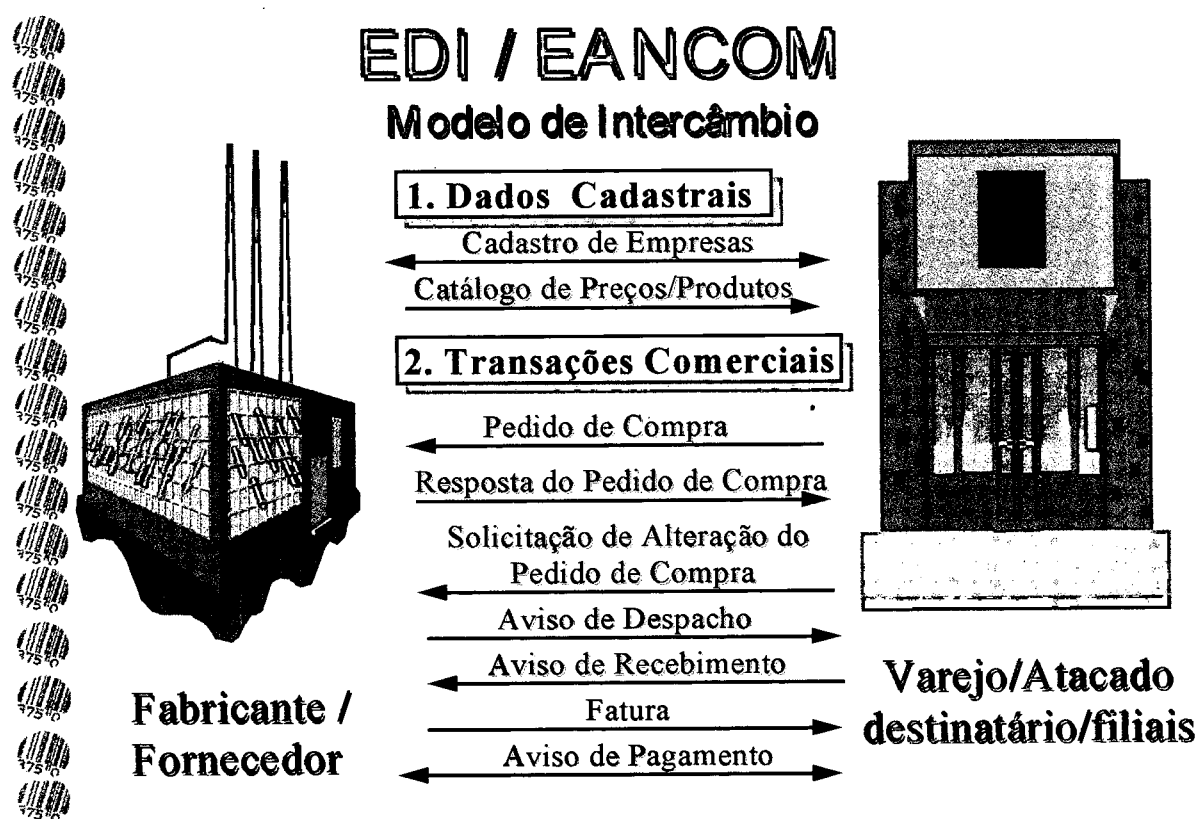 EDI / EANCOM
Modelo de Intercâmbio
1. Dados Cadastrais
Cadastro de Empresas
Catálogo de Preços/Produtos
2. Transações Comerciais
Pedido de Compra
Resposta do Pedido de Compra
Solicitação de Alteração do
Pedido de Compra
Aviso de Despacho
Aviso de Recebimento
Fatura
Aviso de Pagamento
Fabricante /
Fornecedor
Varejo/Atacado
destinatário/filiais